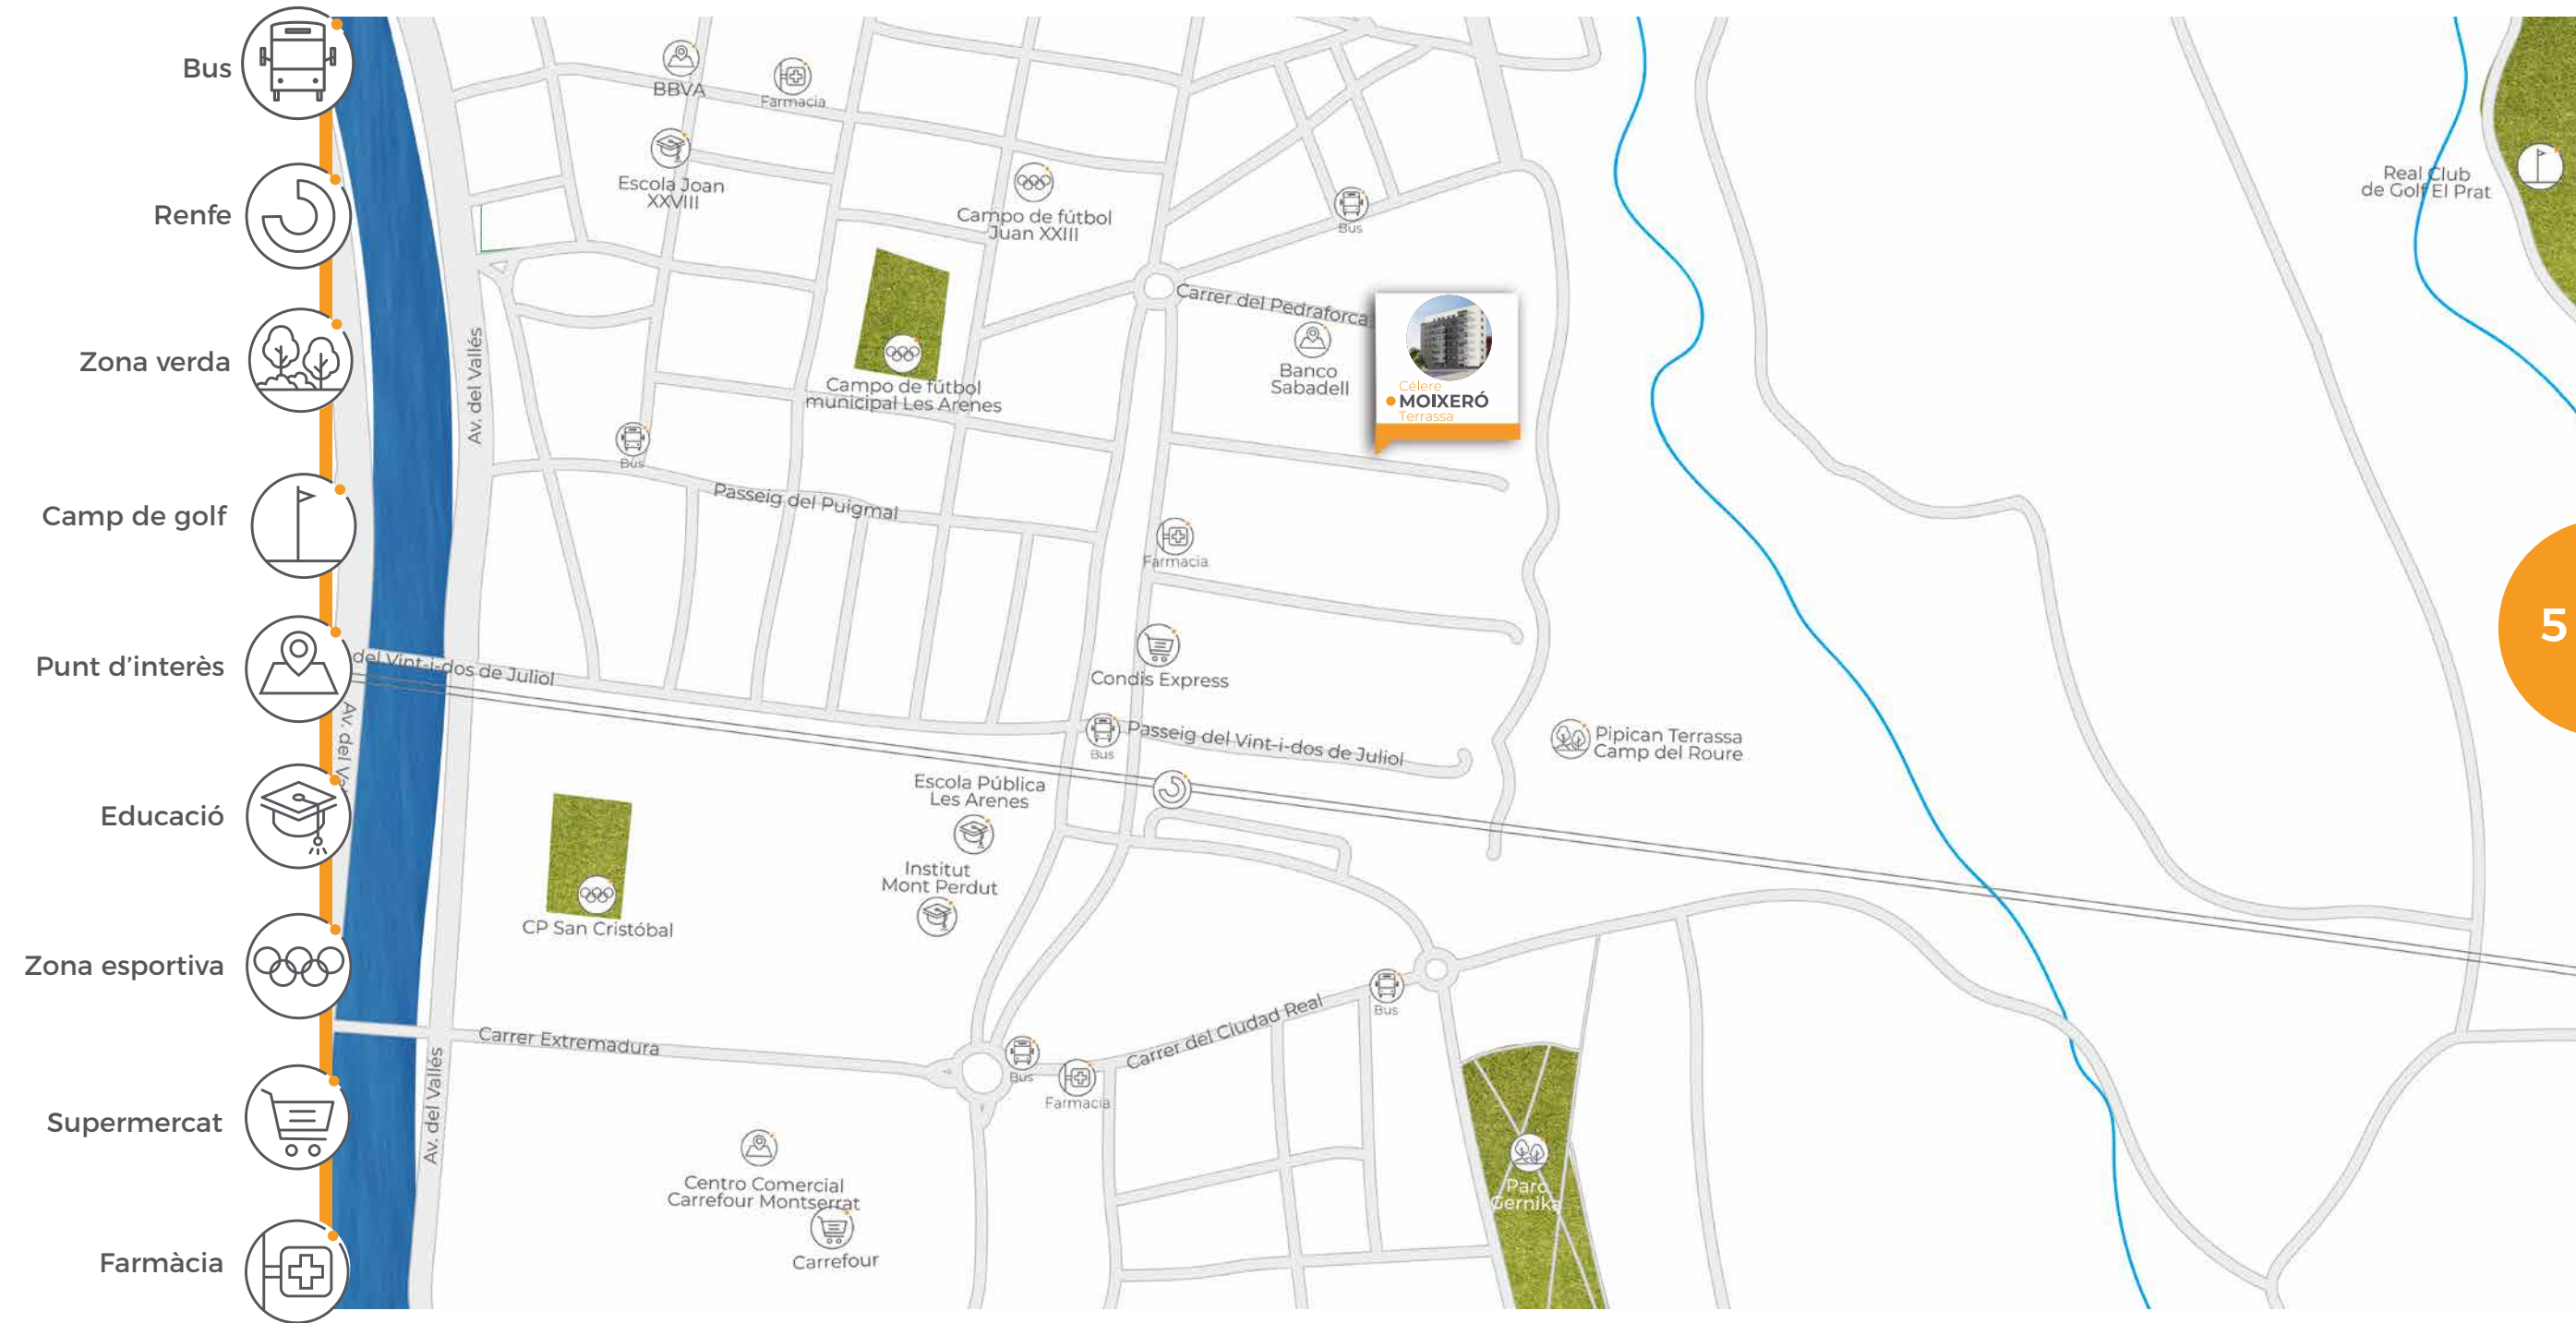 Bus
Renfe
Zona verda
Camp de golf
Punt d'interès
Educació
Zona esportiva
Supermercat
Farmàcia
BBVA
Farmacia
Escola Joan
XXVIII
Campo de fútbol
Juan XXIII
Bus
Real Club
de Golf El Prat
Carrer del Pedraforca
Banco
Sabadell
Célere
MOIXERÓ
Terrassa
Av. del Vallés
Campo de fútbol
municipal Les Arenes
Bus
Passeig del Puigmal
Farmacia
5
del Vint-i-dos de Juliol
Condis Express
Av. del Va
Bus
Passeig del Vint-i-dos de Juliol
Pipican Terrassa
Camp del Roure
Escola Pública
Les Arenes
Institut
Mont Perdut
CP San Cristóbal
Bus
Carrer Extremadura
Carrer del Ciudad Real
Bus
Farmacia
Av. del Vallés
Centro Comercial
Carrefour Montserrat
Carrefour
Parc
Gernika